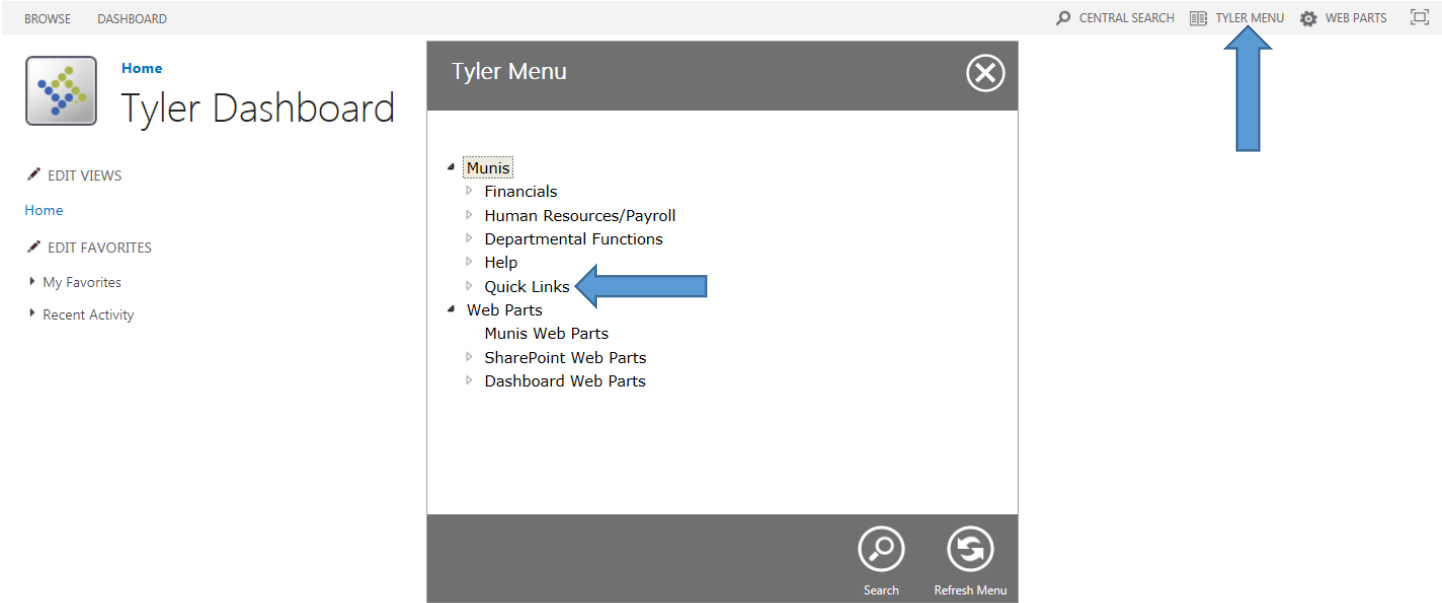 BROWSE DASHBOARD CENTRAL SEARCH TYLER MENU WEB PARTS
Home
Tyler Dashboard
EDIT VIEWS
Home
EDIT FAVORITES
My Favorites
Recent Activity
Tyler Menu
Munis
Financials
Human Resources/Payroll
Departmental Functions
Help
Quick Links
Web Parts
Munis Web Parts
SharePoint Web Parts
Dashboard Web Parts
Search Refresh Menu